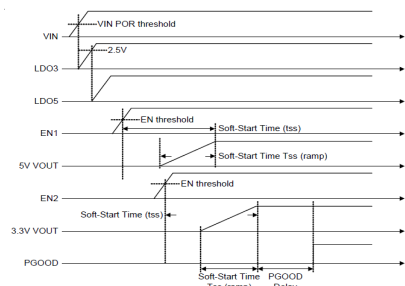 VIN POR threshold
VIN
2.5V
LDO3
LDO5
EN threshold
EN1
Soft-Start Time (tss)
Soft-Start Time Tss (ramp)
5V VOUT
EN threshold
EN2
Soft-Start Time (tss)
3.3V VOUT
PGOOD
Soft-Start Time PGOOD
Tss (ramp) Delay